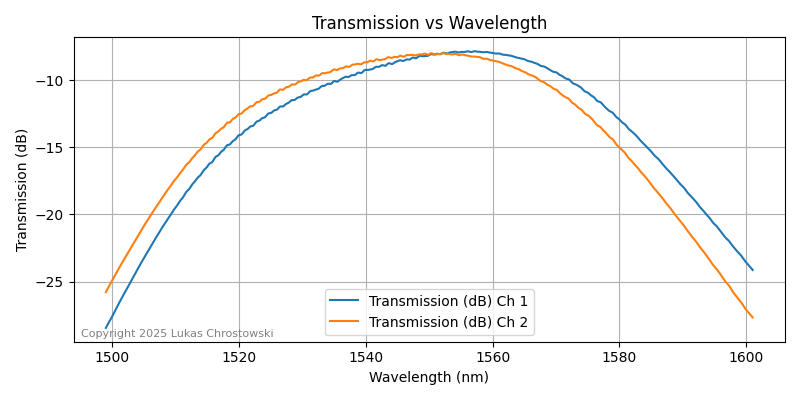 Transmission vs Wavelength
Transmission (dB)
−10
−15
−20
−25
Transmission (dB) Ch 1
Transmission (dB) Ch 2
Copyright 2025 Lukas Chrostowski
1500 1520 1540 1560 1580 1600
Wavelength (nm)